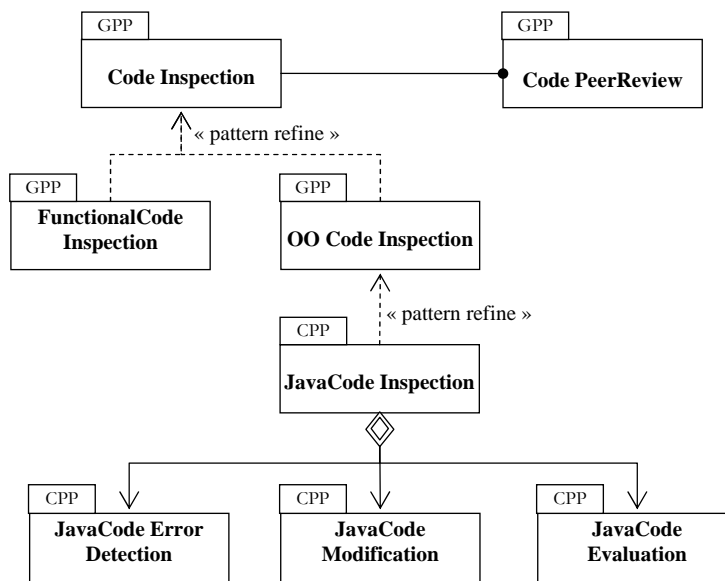 GPP
Code Inspection
GPP
Code PeerReview
« pattern refine »
GPP
FunctionalCode
Inspection
GPP
OO Code Inspection
« pattern refine »
CPP
JavaCode Inspection
CPP
JavaCode Error
Detection
CPP
JavaCode
Modification
CPP
JavaCode
Evaluation